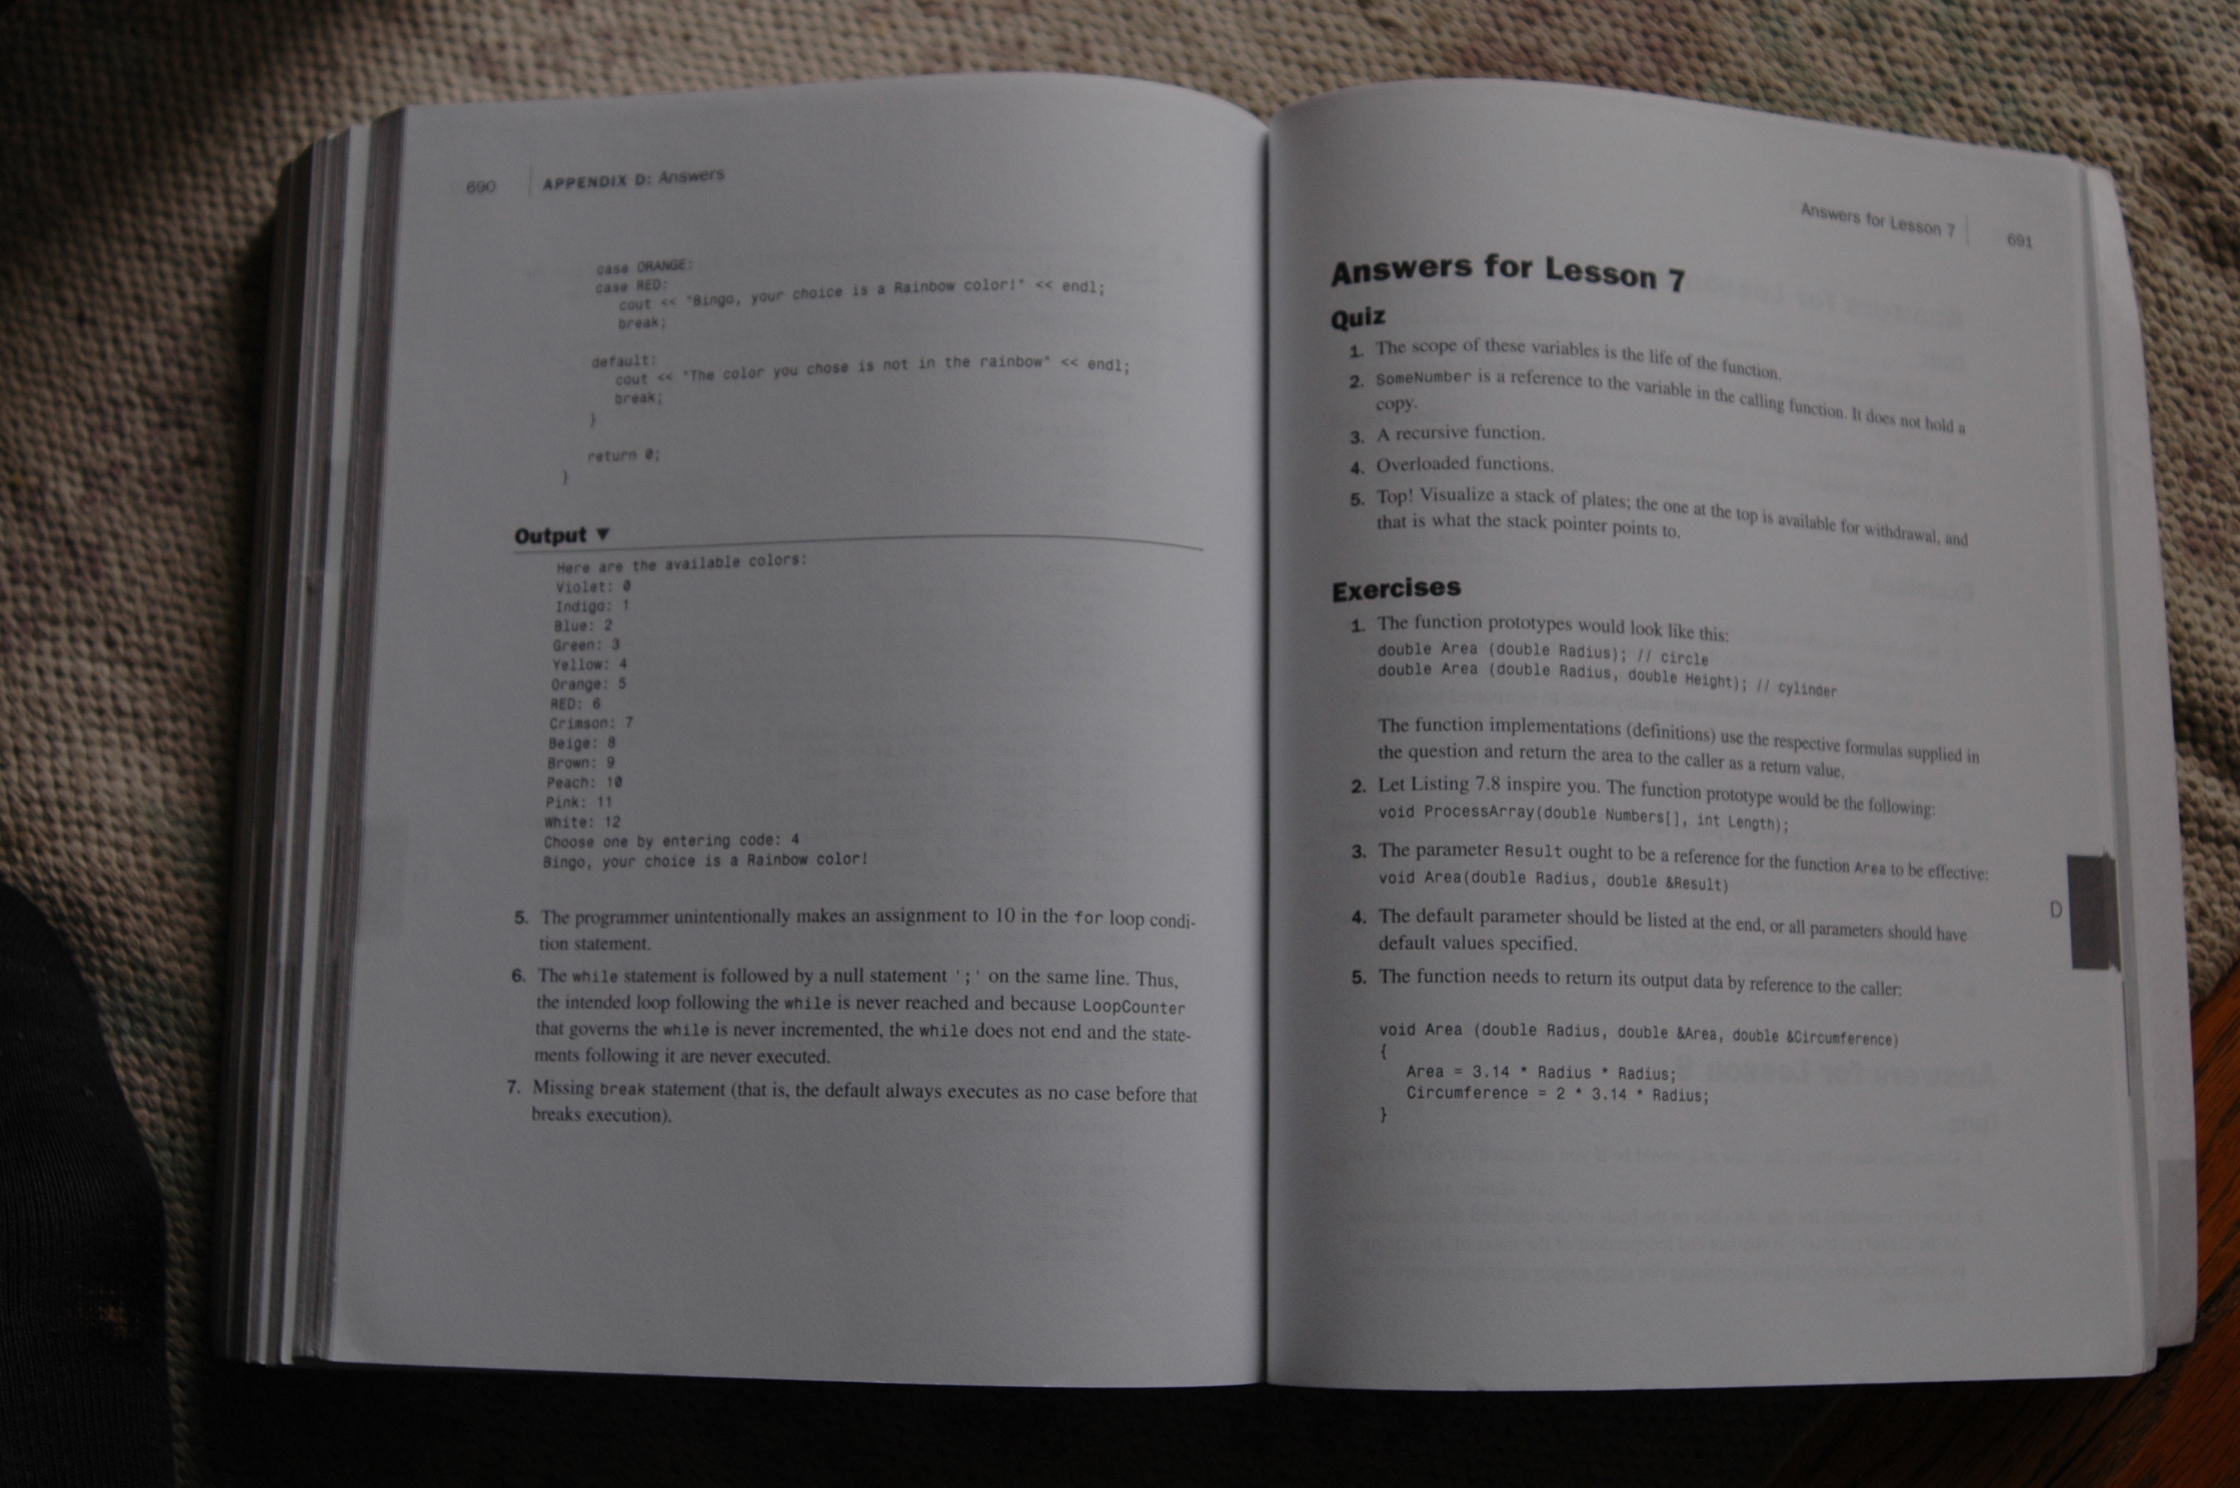 690 | APPENDIX D: Answers
case ORANGE:
case RED:
cout << "Bingo, your choice is a Rainbow color!" << endl;
break;
default:
cout << "The color you chose is not in the rainbow" << endl;
break;
}
return 0;
}
Output ▼
Here are the available colors:
Violet: 0
Indigo: 1
Blue: 2
Green: 3
Yellow: 4
Orange: 5
RED: 6
Crimson: 7
Beige: 8
Brown: 9
Peach: 10
Pink: 11
White: 12
Choose one by entering code: 4
Bingo, your choice is a Rainbow color!
5. The programmer unintentionally makes an assignment to 10 in the for loop condi-
tion statement.
6. The while statement is followed by a null statement ';' on the same line. Thus,
the intended loop following the while is never reached and because LoopCounter
that governs the while is never incremented, the while does not end and the state-
ments following it are never executed.
7. Missing break statement (that is, the default always executes as no case before that
breaks execution).
Answers for Lesson 7 | 691
Answers for Lesson 7
Quiz
1. The scope of these variables is the life of the function.
2. SomeNumber is a reference to the variable in the calling function. It does not hold a
copy.
3. A recursive function.
4. Overloaded functions.
5. Top! Visualize a stack of plates; the one at the top is available for withdrawal, and
that is what the stack pointer points to.
Exercises
1. The function prototypes would look like this:
double Area (double Radius); // circle
double Area (double Radius, double Height); // cylinder
The function implementations (definitions) use the respective formulas supplied in
the question and return the area to the caller as a return value.
2. Let Listing 7.8 inspire you. The function prototype would be the following:
void ProcessArray(double Numbers[], int Length);
3. The parameter Result ought to be a reference for the function Area to be effective:
void Area(double Radius, double &Result)
4. The default parameter should be listed at the end, or all parameters should have
default values specified.
5. The function needs to return its output data by reference to the caller:
void Area (double Radius, double &Area, double &Circumference)
{
Area = 3.14 * Radius * Radius;
Circumference = 2 * 3.14 * Radius;
}
D